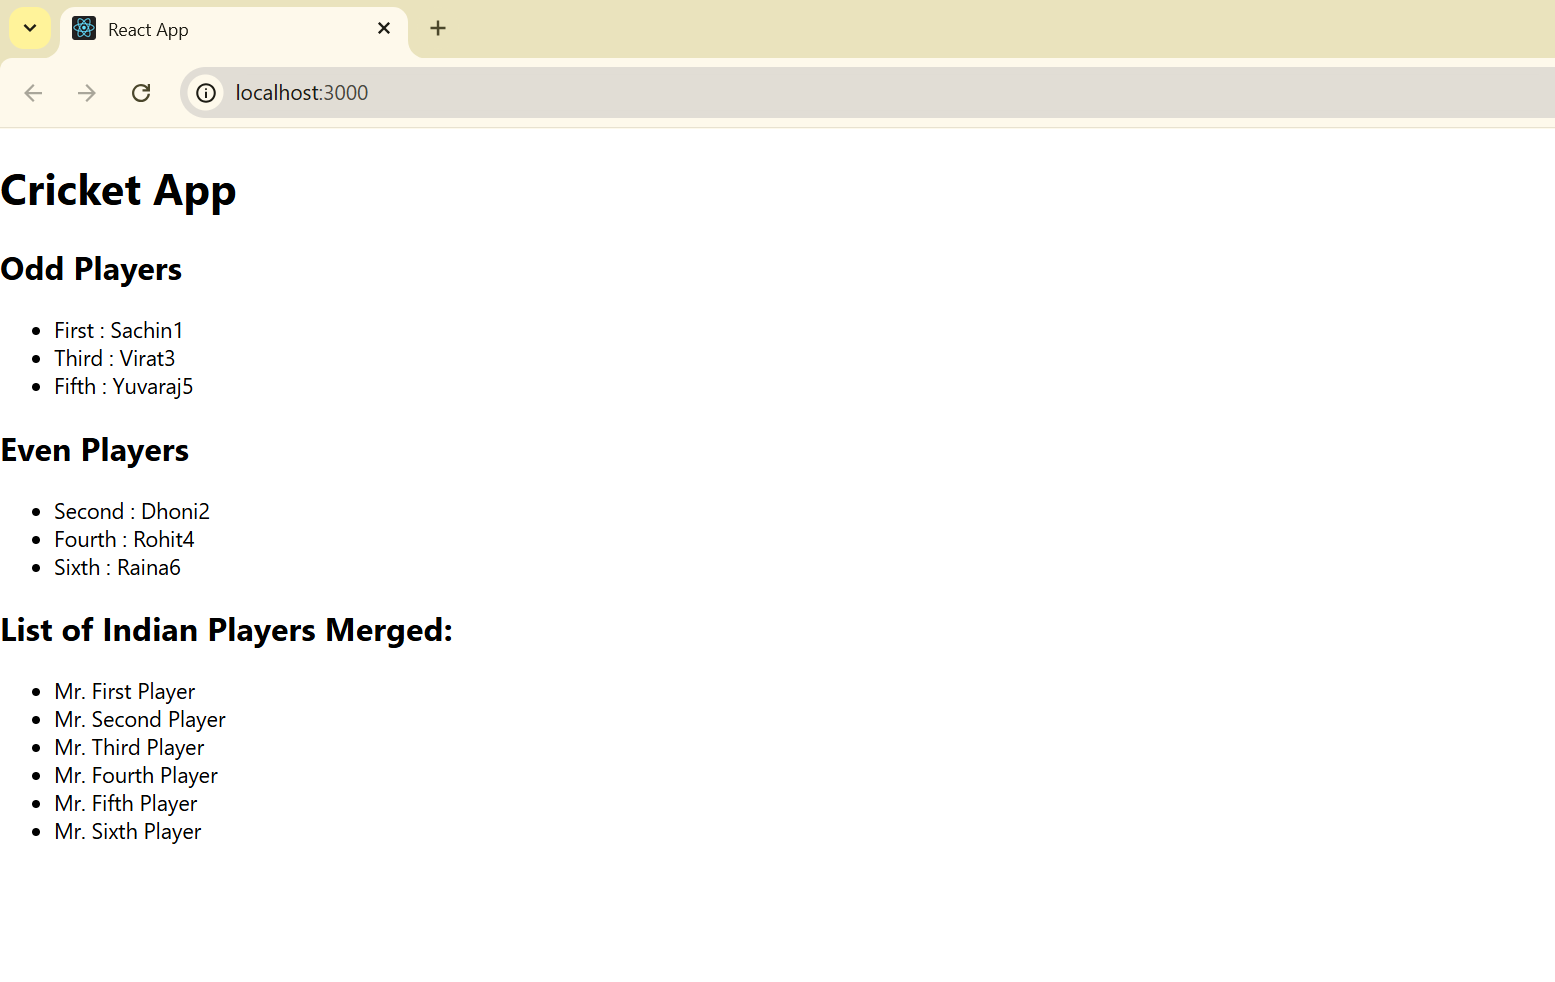 React App
localhost:3000
Cricket App
Odd Players
First : Sachin1
Third : Virat3
Fifth : Yuvaraj5
Even Players
Second : Dhoni2
Fourth : Rohit4
Sixth : Raina6
List of Indian Players Merged:
Mr. First Player
Mr. Second Player
Mr. Third Player
Mr. Fourth Player
Mr. Fifth Player
Mr. Sixth Player